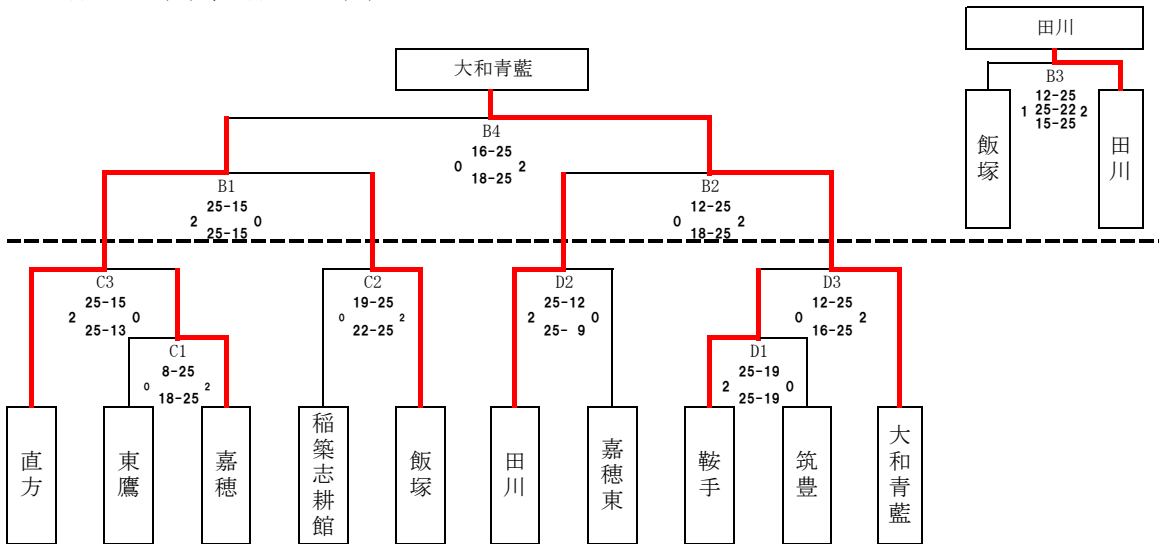 田川
大和青藍
B3
12-25
1 25-22 2
15-25
飯塚
田川
B4
16-25
0 2
18-25
B1
25-15
2 0
25-15
B2
12-25
0 2
18-25
C3
25-15
2 0
25-13
C2
19-25
0 2
22-25
D2
25-12
2 0
25- 9
D3
12-25
0 2
16-25
C1
8-25
0 2
18-25
D1
25-19
2 0
25-19
直方
東鷹
嘉穂
稲築志耕館
飯塚
田川
嘉穂東
鞍手
筑豊
大和青藍